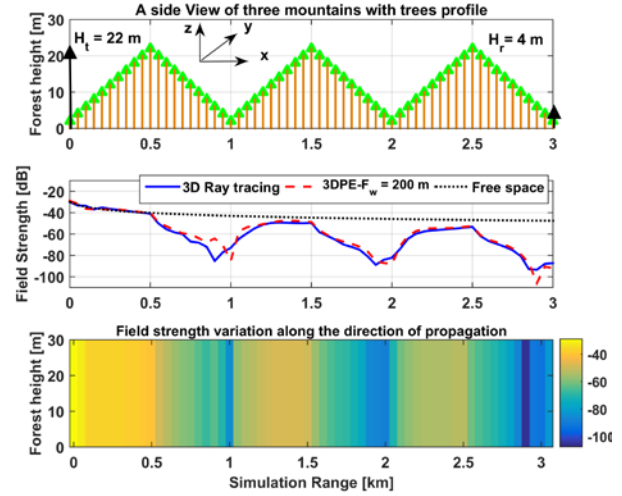 A side View of three mountains with trees profile
Forest height [m]
30
20
10
0
H_t = 22 m
z
y
x
H_r = 4 m
0 0.5 1 1.5 2 2.5 3
Field Strength [dB]
-20
-40
-60
-80
-100
3D Ray tracing 3DPE-F_w = 200 m Free space
0 0.5 1 1.5 2 2.5 3
Field strength variation along the direction of propagation
Forest height [m]
30
20
10
0
0 0.5 1 1.5 2 2.5 3
Simulation Range [km]
-40
-60
-80
-100